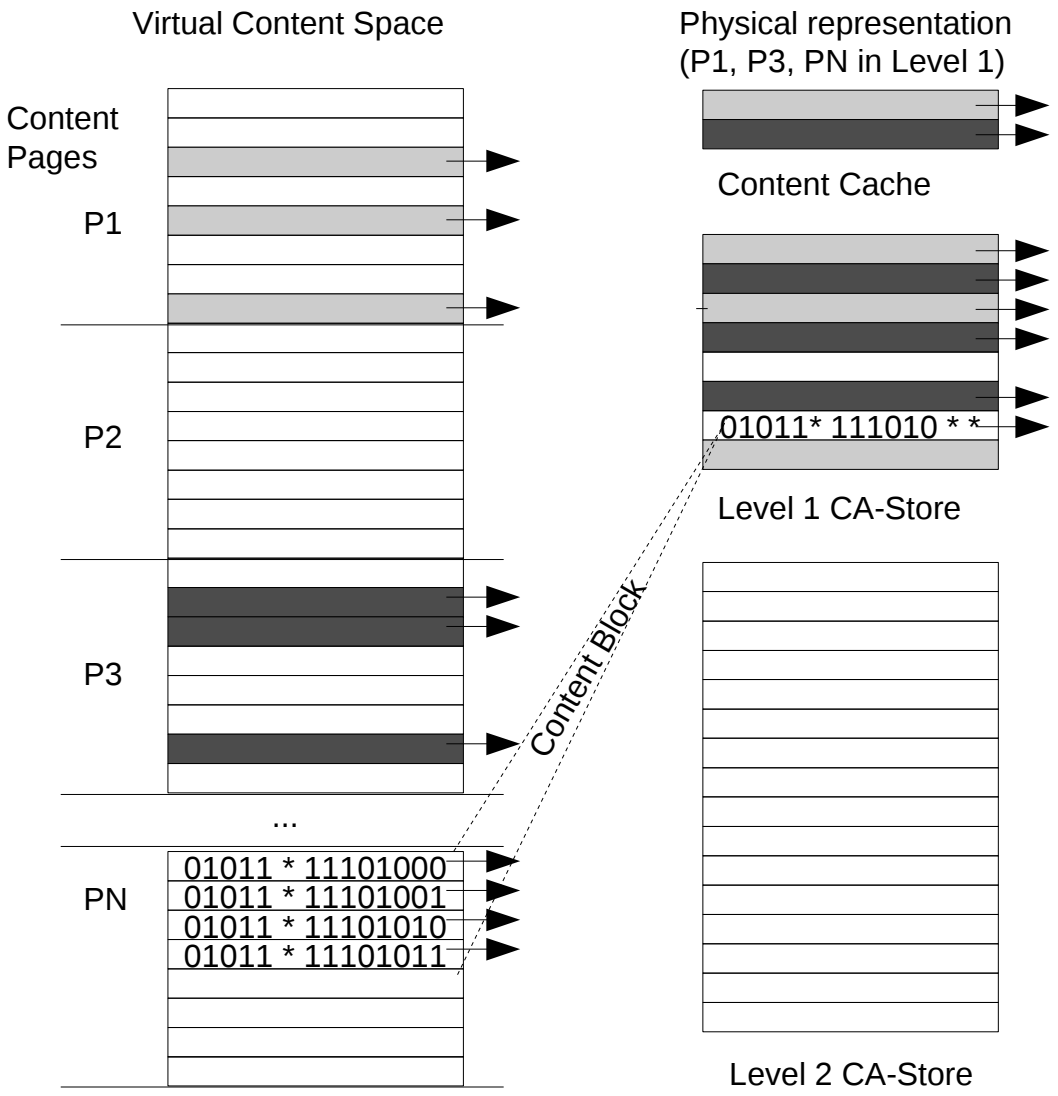 Virtual Content Space
Physical representation
(P1, P3, PN in Level 1)
Content
Pages
P1
P2
P3
...
PN
01011 * 11101000
01011 * 11101001
01011 * 11101010
01011 * 11101011
Content Block
Content Cache
01011* 111010 * *
Level 1 CA-Store
Level 2 CA-Store